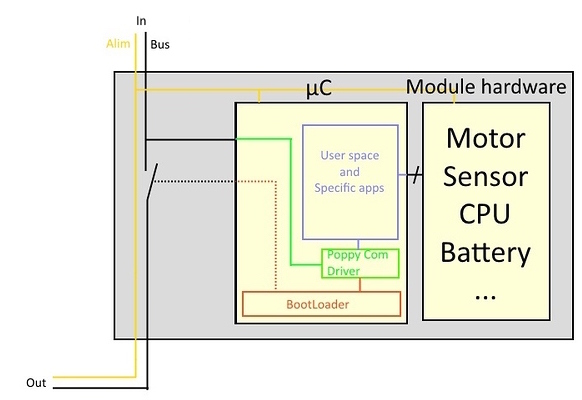 In
Alim
Bus
µC
Module hardware
User space
and
Specific apps
Motor
Sensor
CPU
Battery
...
Poppy Com
Driver
BootLoader
Out